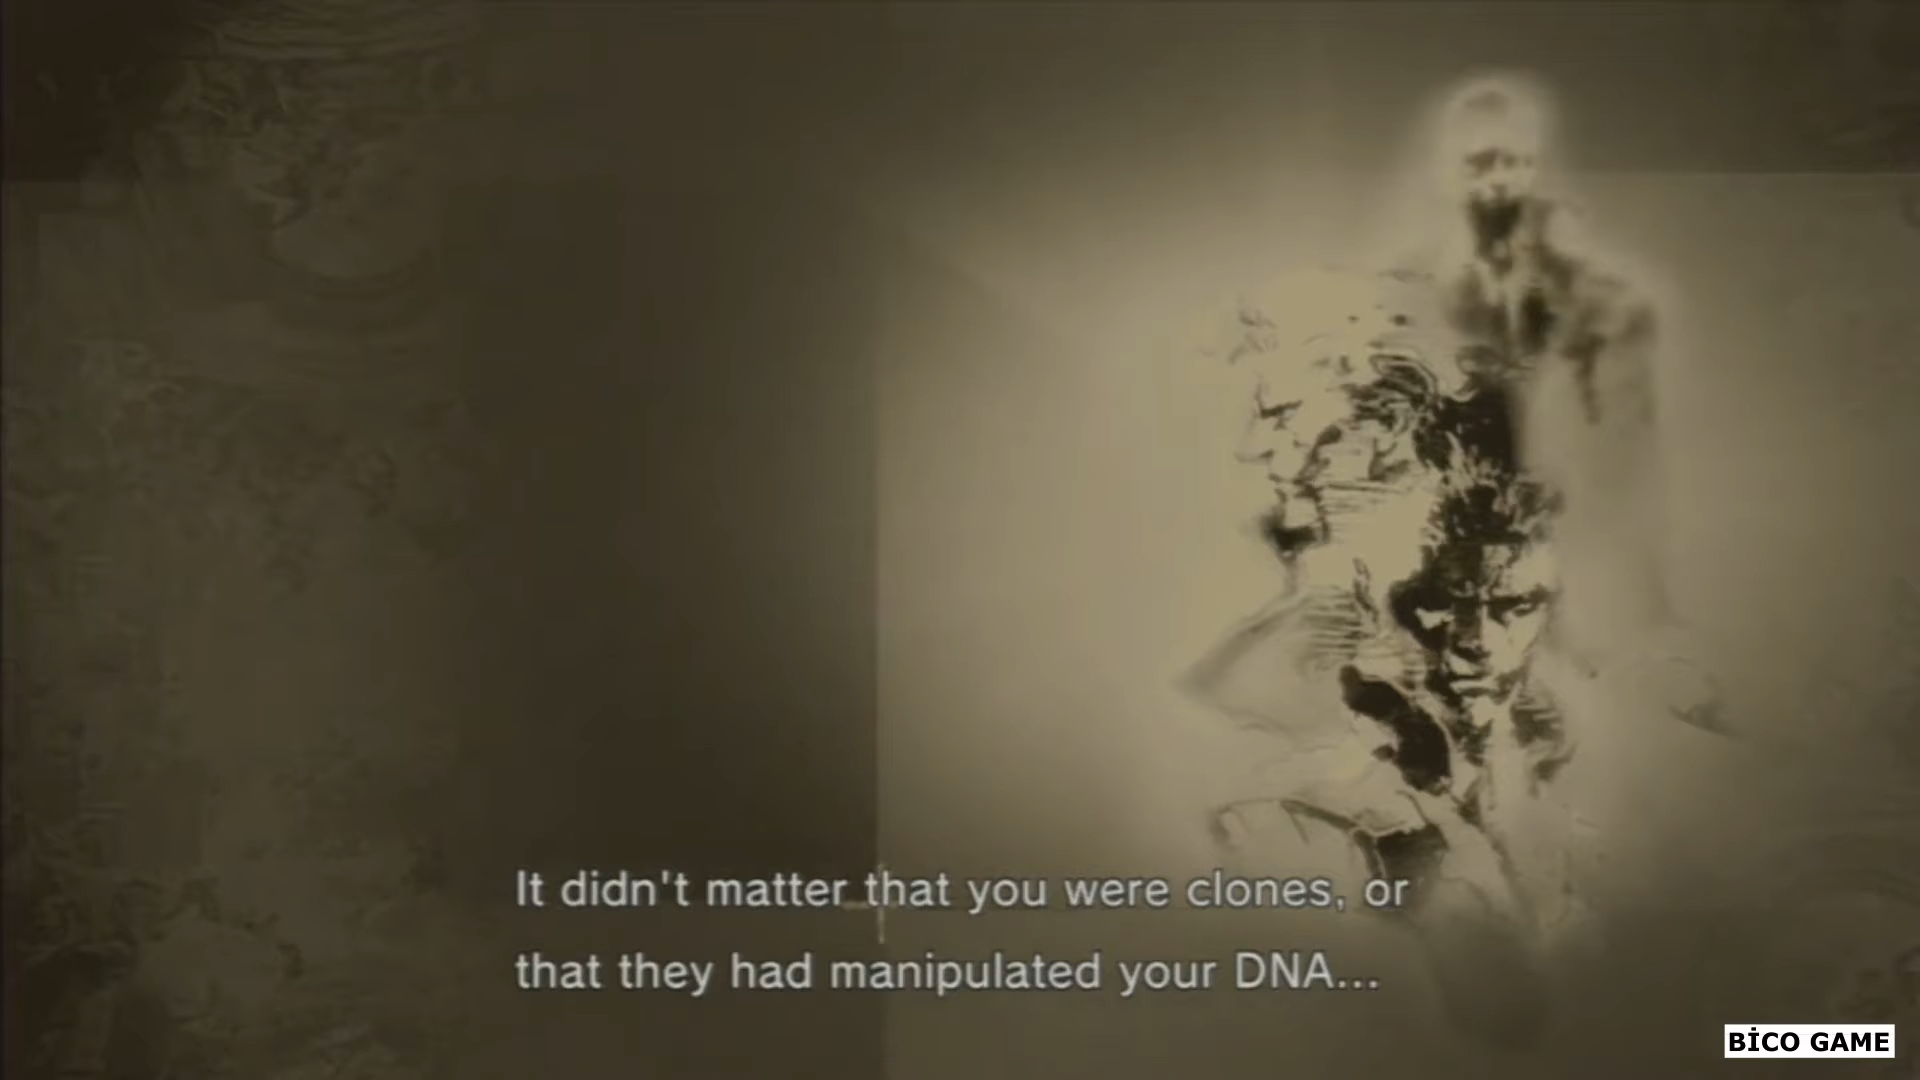 It didn't matter that you were clones, or
that they had manipulated your DNA...
BİCO GAME